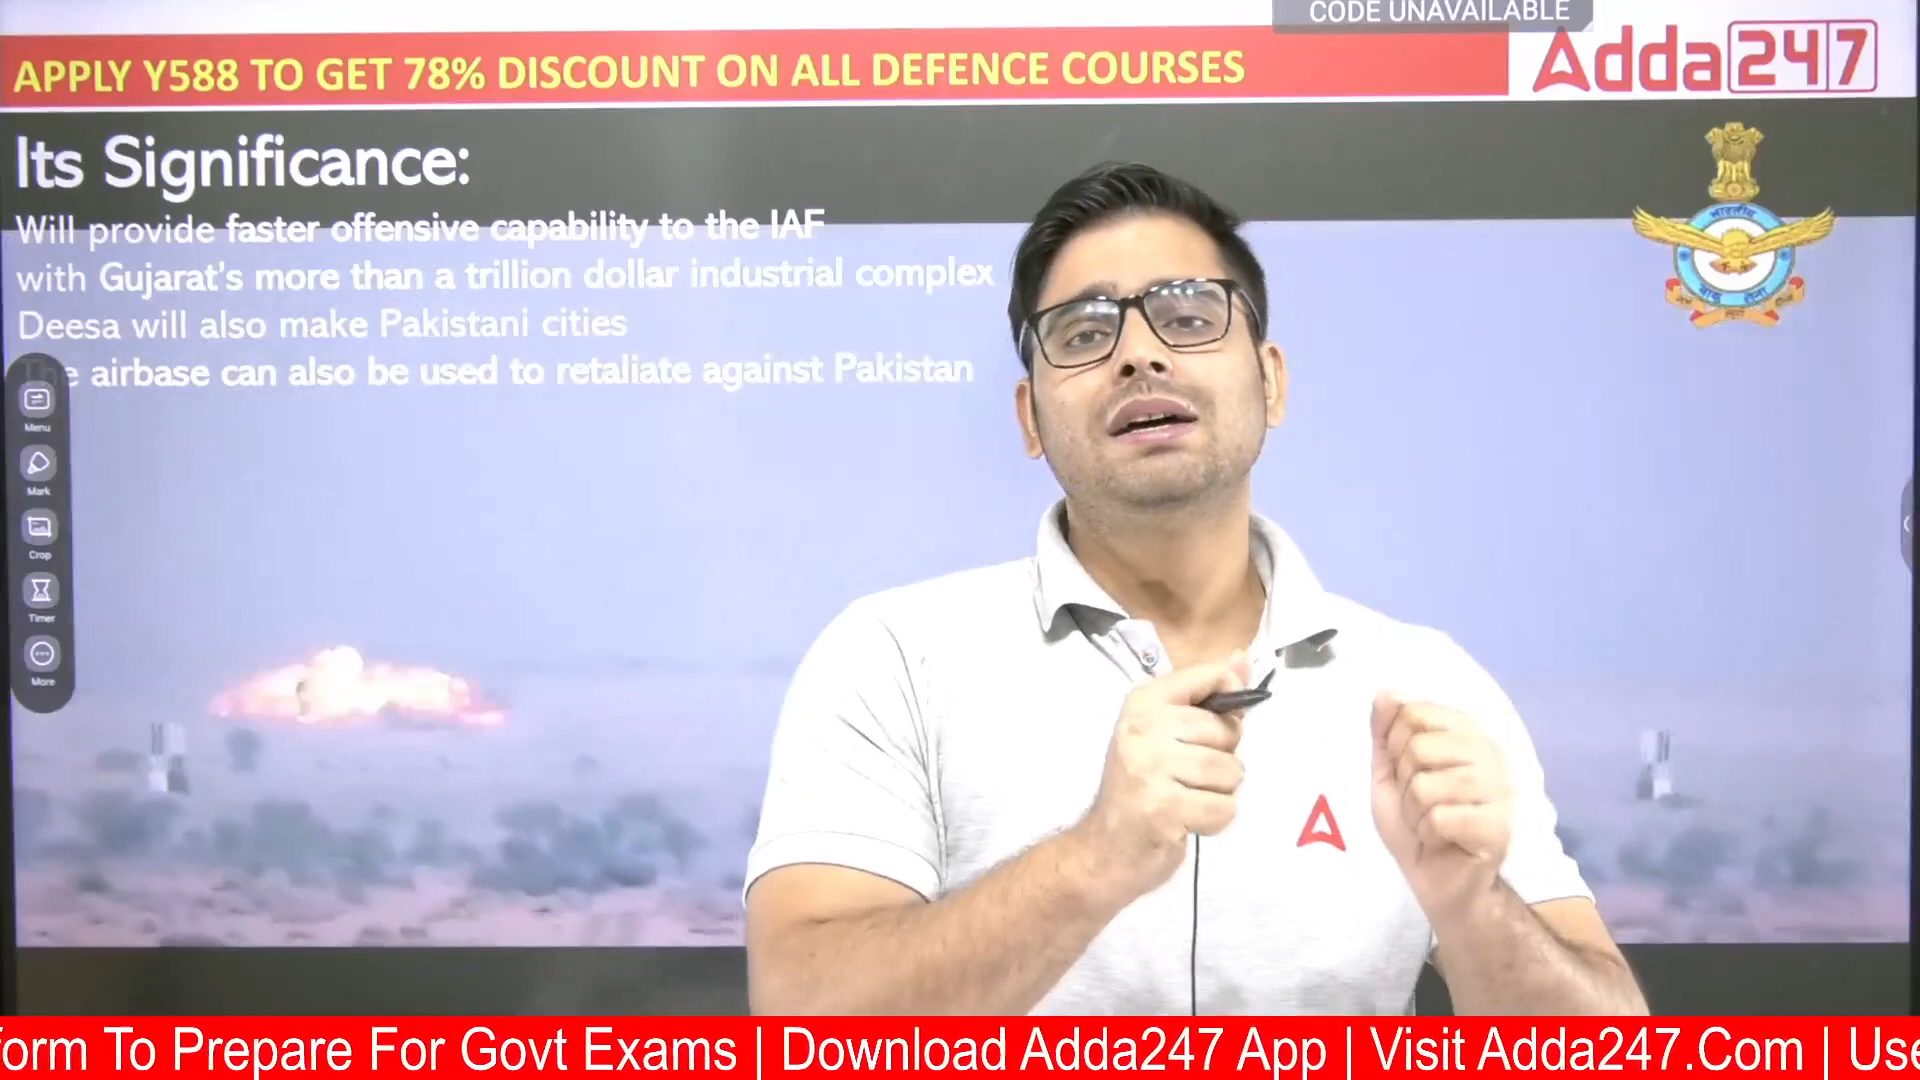 CODE UNAVAILABLE
APPLY Y588 TO GET 78% DISCOUNT ON ALL DEFENCE COURSES
Adda247
Its Significance:
Will provide faster offensive capability to the IAF
with Gujarat's more than a trillion dollar industrial complex
Deesa will also make Pakistani cities
The airbase can also be used to retaliate against Pakistan
Menu
Mark
Crop
Timer
More
भारतीय
वायु सेना
form To Prepare For Govt Exams | Download Adda247 App | Visit Adda247.Com | Use